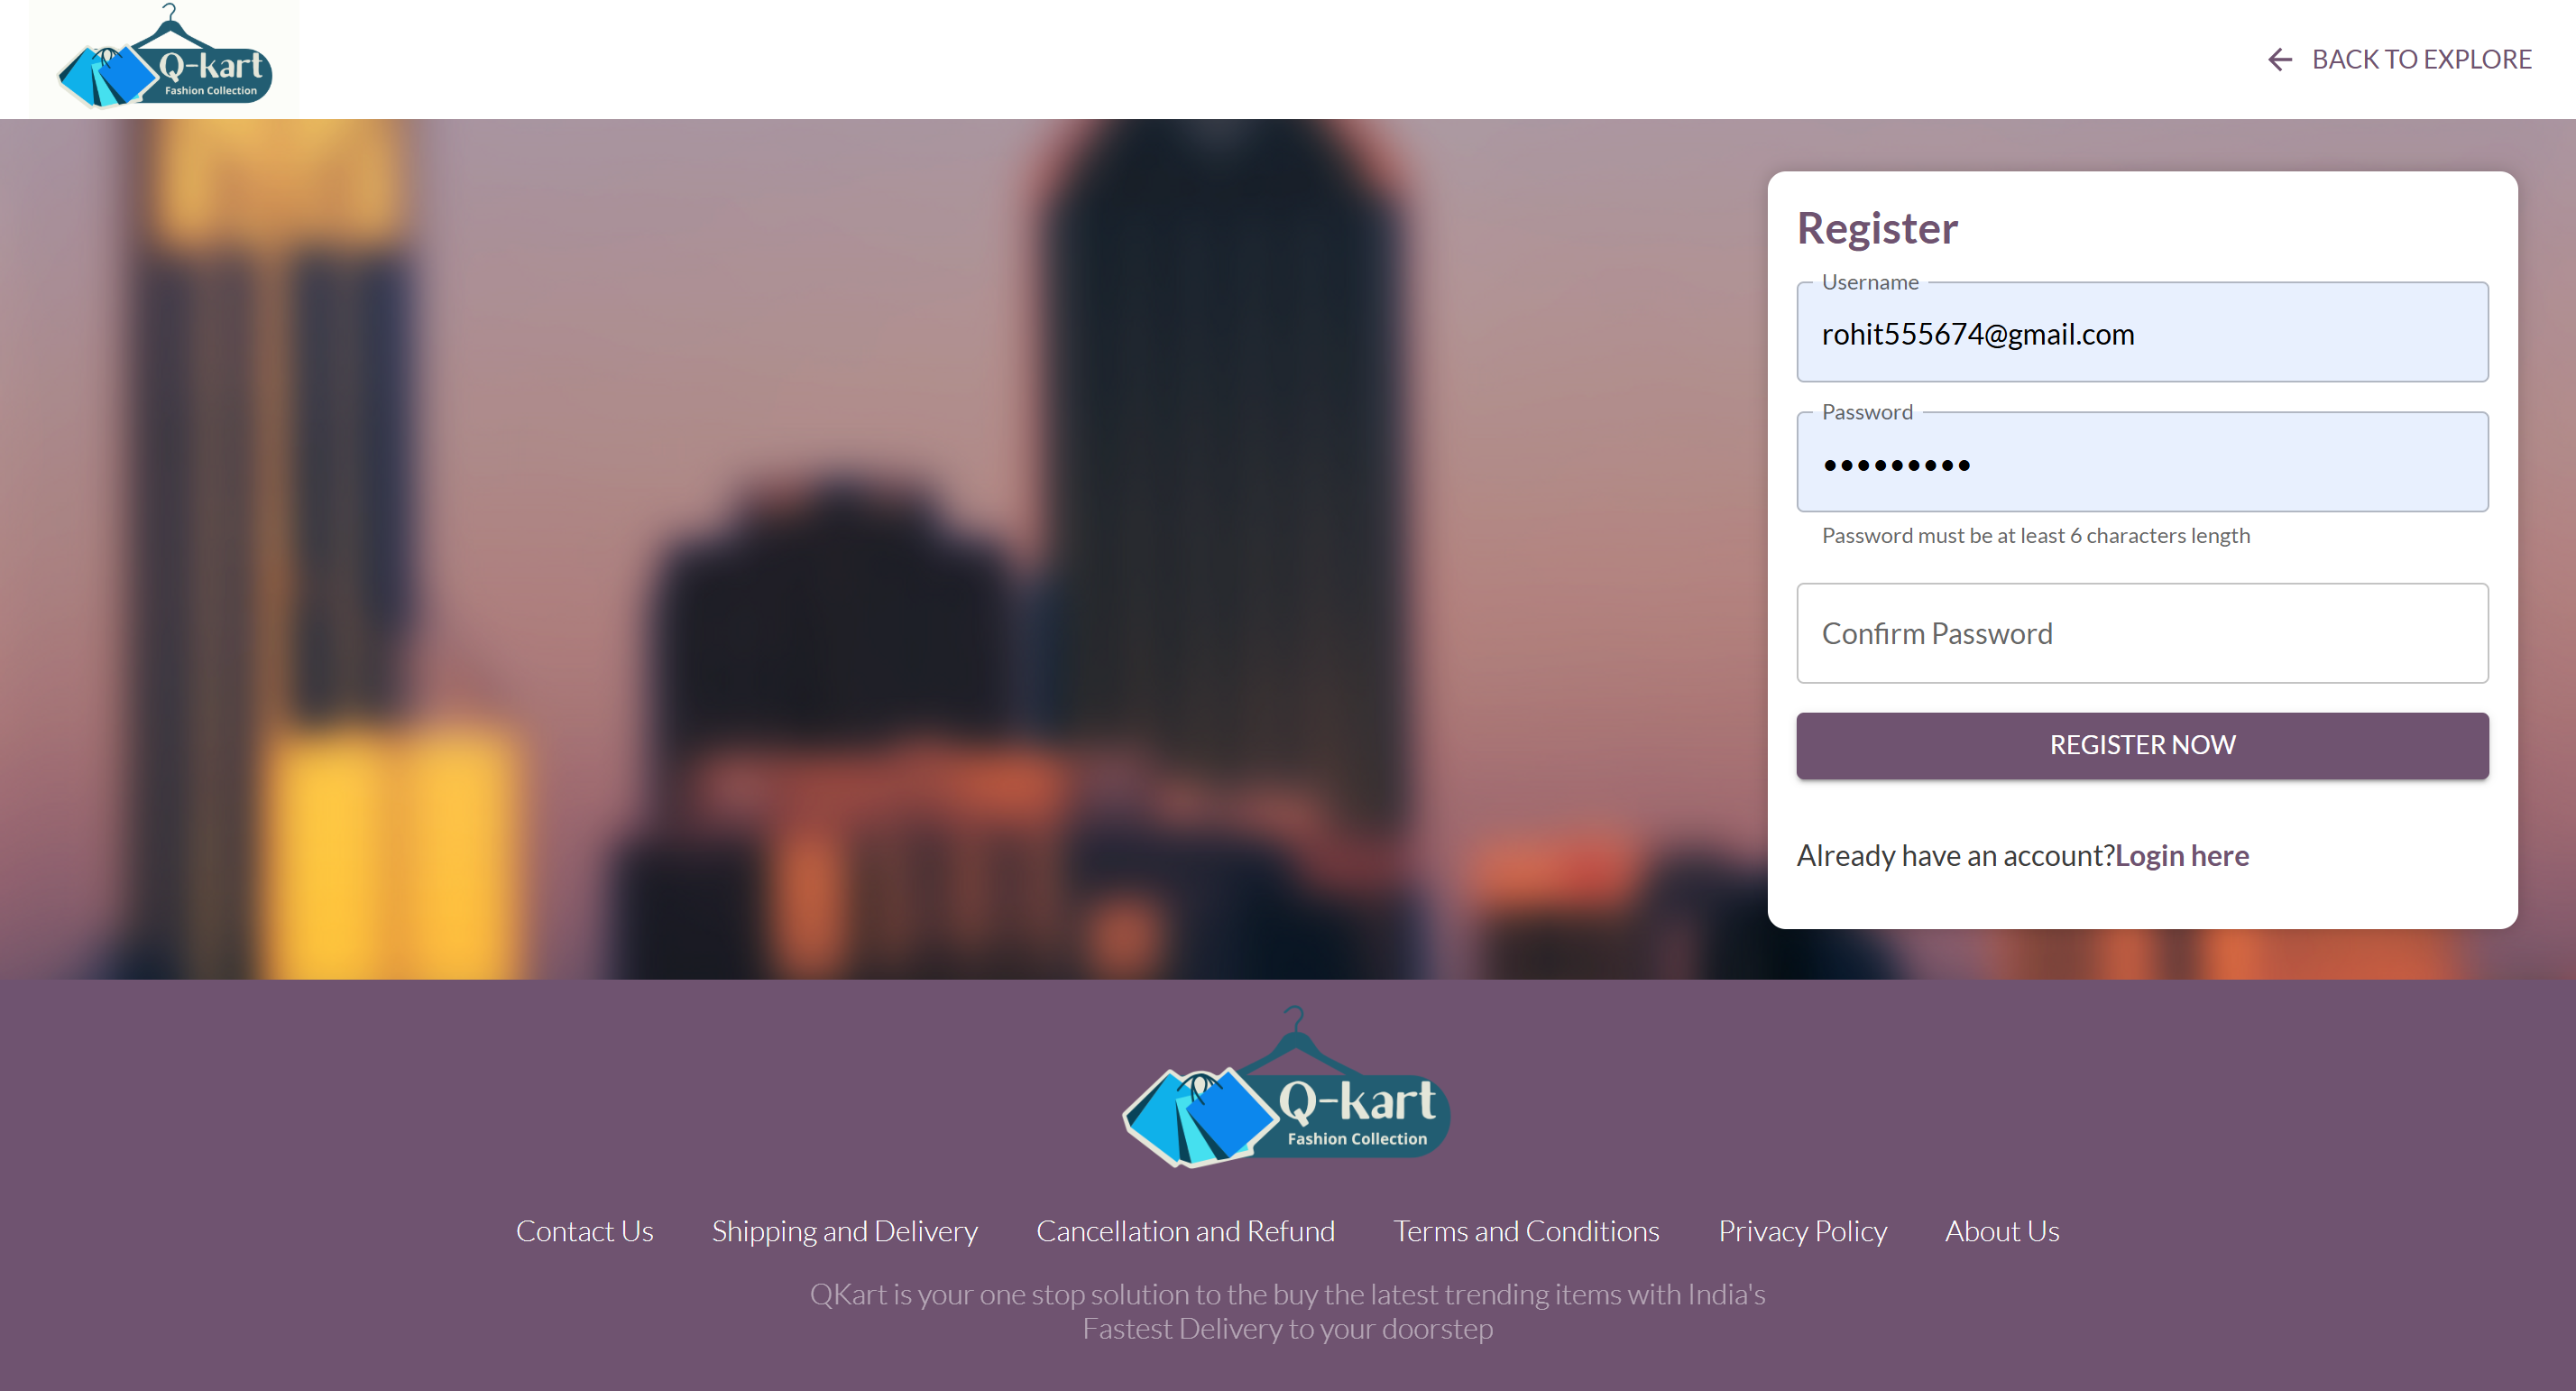 Q-kart
Fashion Collection
BACK TO EXPLORE
Register
Username
rohit555674@gmail.com
Password
•••••••••
Password must be at least 6 characters length
Confirm Password
REGISTER NOW
Already have an account?Login here
Q-kart
Fashion Collection
Contact Us Shipping and Delivery Cancellation and Refund Terms and Conditions Privacy Policy About Us
QKart is your one stop solution to the buy the latest trending items with India's
Fastest Delivery to your doorstep